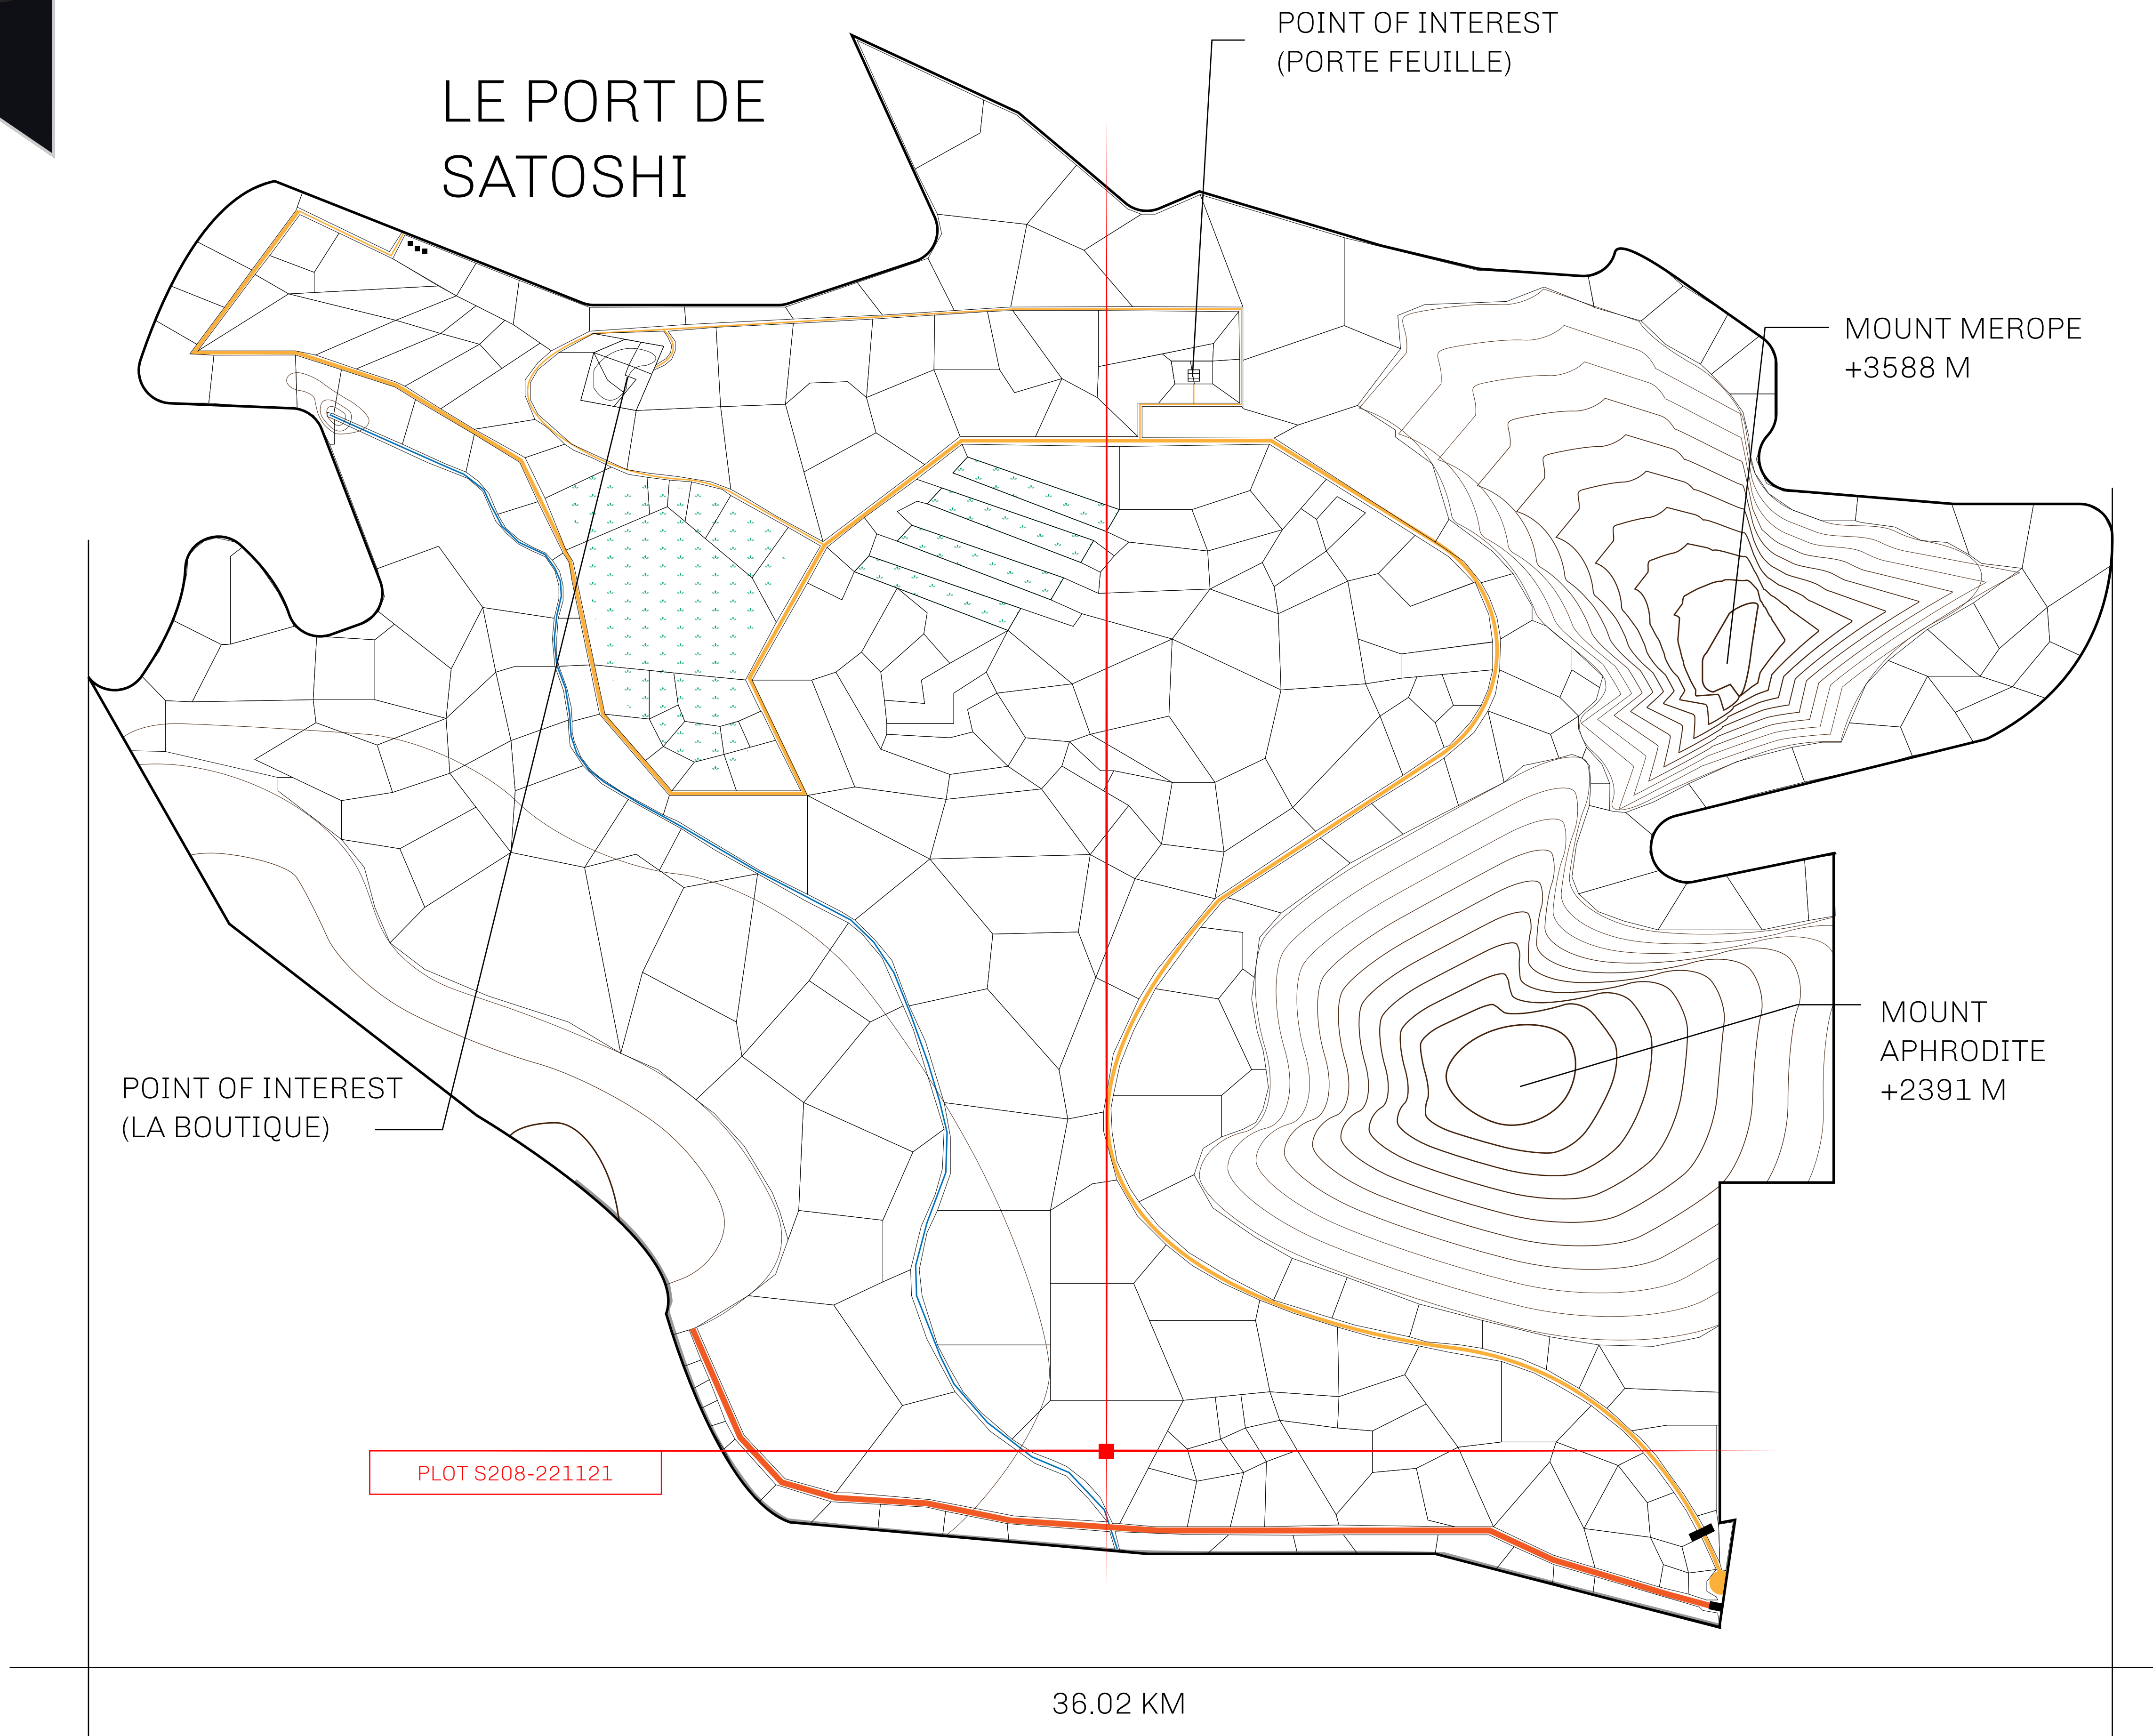 POINT OF INTEREST
(PORTE FEUILLE)
LE PORT DE
SATOSHI
MOUNT MEROPE
+3588 M
MOUNT
APHRODITE
+2391 M
POINT OF INTEREST
(LA BOUTIQUE)
PLOT S208-221121
36.02 KM